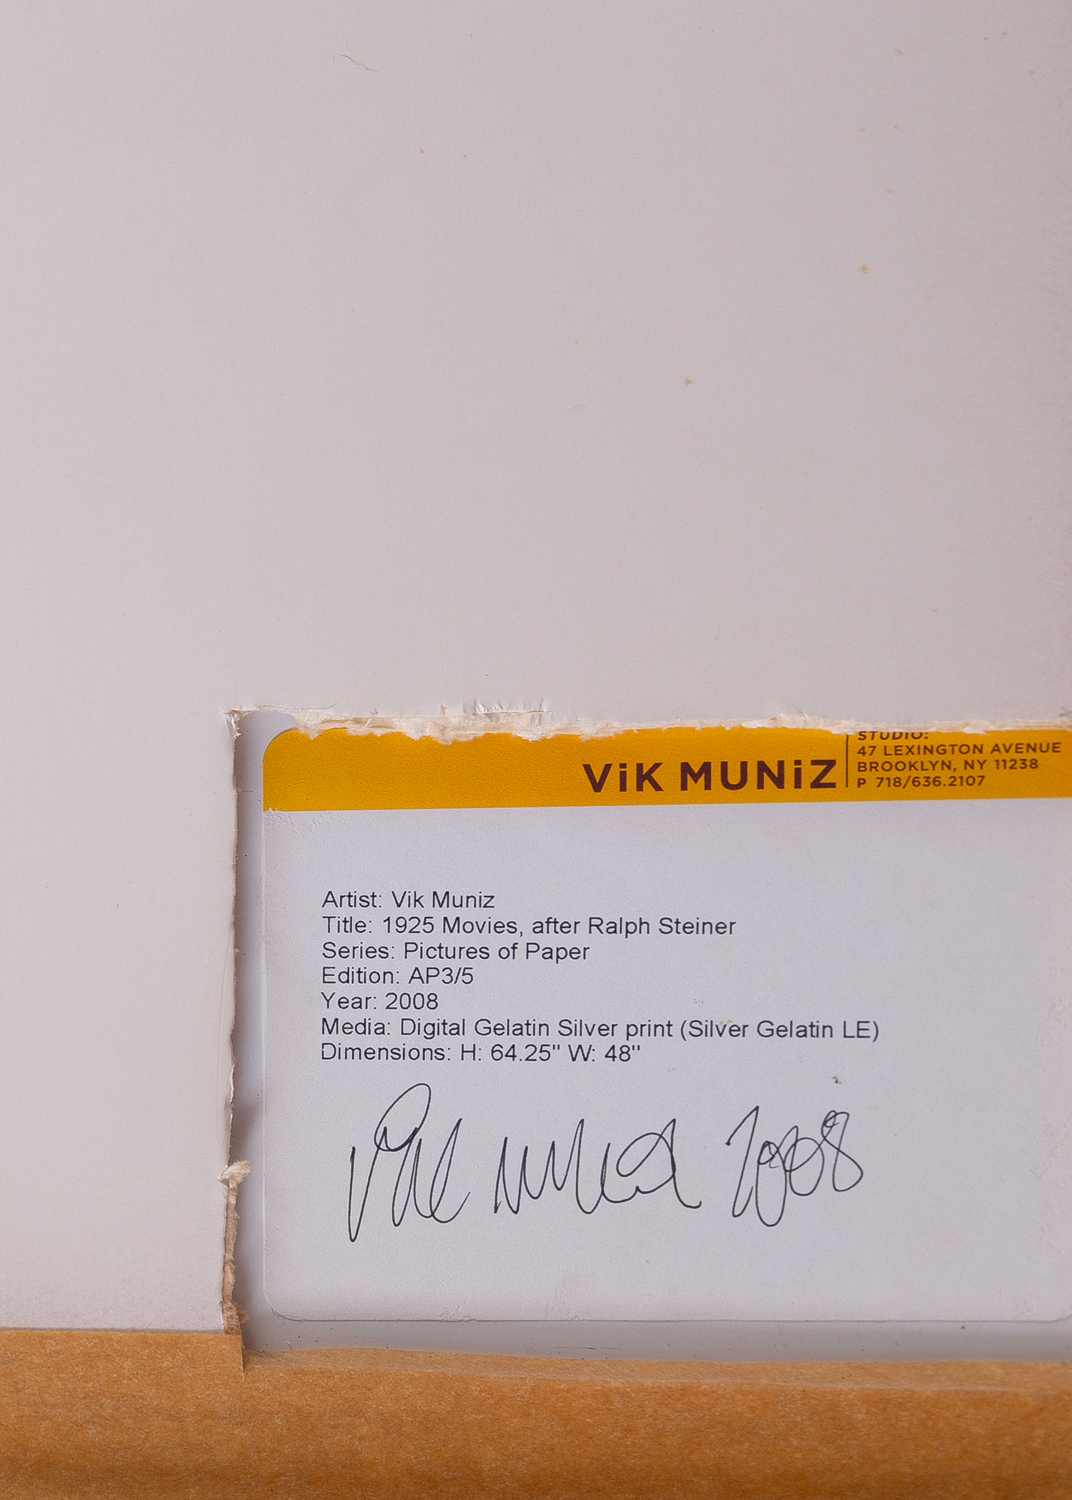 ViK MUNiZ
STUDIO:
47 LEXINGTON AVENUE
BROOKLYN, NY 11238
P 718/636.2107
Artist: Vik Muniz
Title: 1925 Movies, after Ralph Steiner
Series: Pictures of Paper
Edition: AP3/5
Year: 2008
Media: Digital Gelatin Silver print (Silver Gelatin LE)
Dimensions: H: 64.25" W: 48"
Vik Muniz 2008